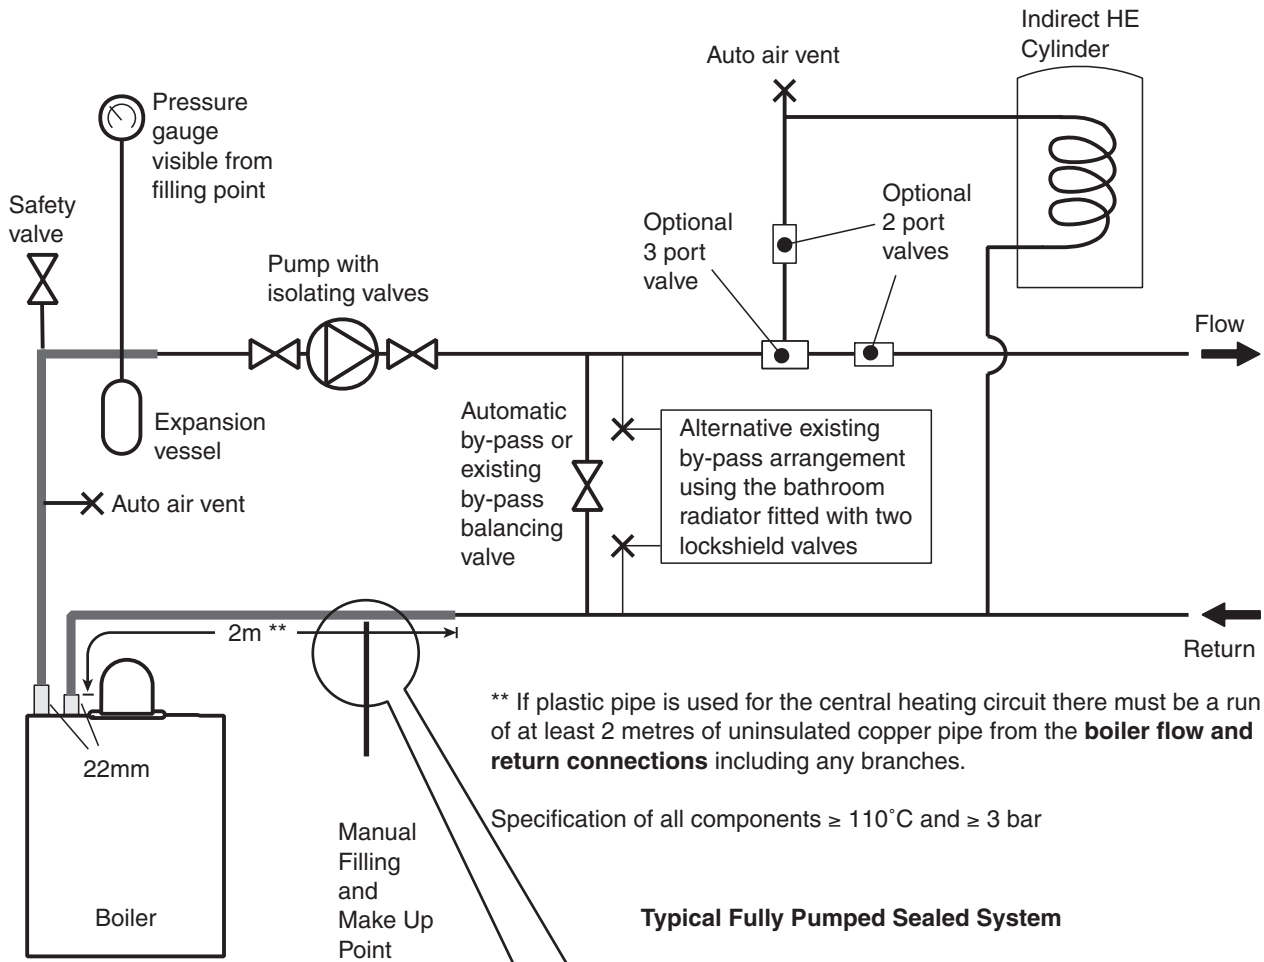 Indirect HE
Cylinder
Auto air vent
Pressure
gauge
visible from
filling point
Safety
valve
Optional
3 port
valve
Optional
2 port
valves
Pump with
isolating valves
Flow
Expansion
vessel
Automatic
by-pass or
existing
by-pass
balancing
valve
Alternative existing
by-pass arrangement
using the bathroom
radiator fitted with two
lockshield valves
Auto air vent
2m **
Return
** If plastic pipe is used for the central heating circuit there must be a run
of at least 2 metres of uninsulated copper pipe from the boiler flow and
return connections including any branches.
22mm
Specification of all components ≥ 110˚C and ≥ 3 bar
Manual
Filling
and
Make Up
Point
Boiler
Typical Fully Pumped Sealed System